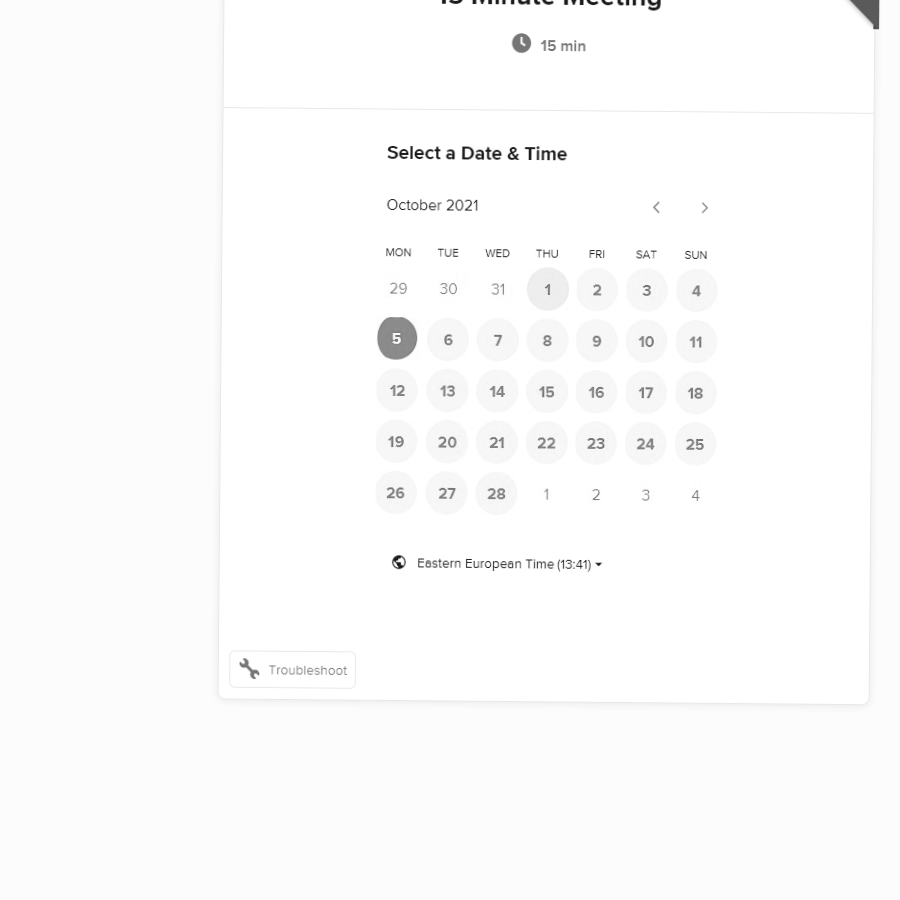 15 Minute Meeting
15 min
Select a Date & Time
October 2021
MON TUE WED THU FRI SAT SUN
29 30 31 1 2 3 4
5 6 7 8 9 10 11
12 13 14 15 16 17 18
19 20 21 22 23 24 25
26 27 28 1 2 3 4
Eastern European Time (13:41)
Troubleshoot